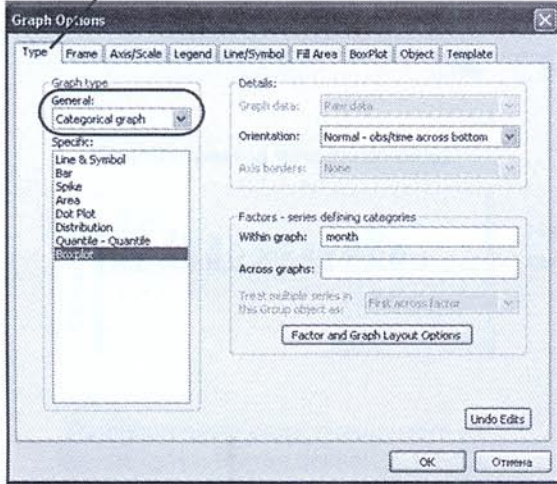 Graph Options
Type Frame Axis/Scale Legend Line/Symbol Fill Area BoxPlot Object Template
Graph type
General:
Categorical graph
Specific:
Line & Symbol
Bar
Spike
Area
Dot Plot
Distribution
Quantile - Quantile
Boxplot
Details:
Graph data: Raw data
Orientation: Normal - obs/time across bottom
Axis borders: None
Factors - series defining categories
Within graph: month
Across graphs:
Treat multiple series in
this Group object as: First across factor
Factor and Graph Layout Options
Undo Edits
OK Отмена